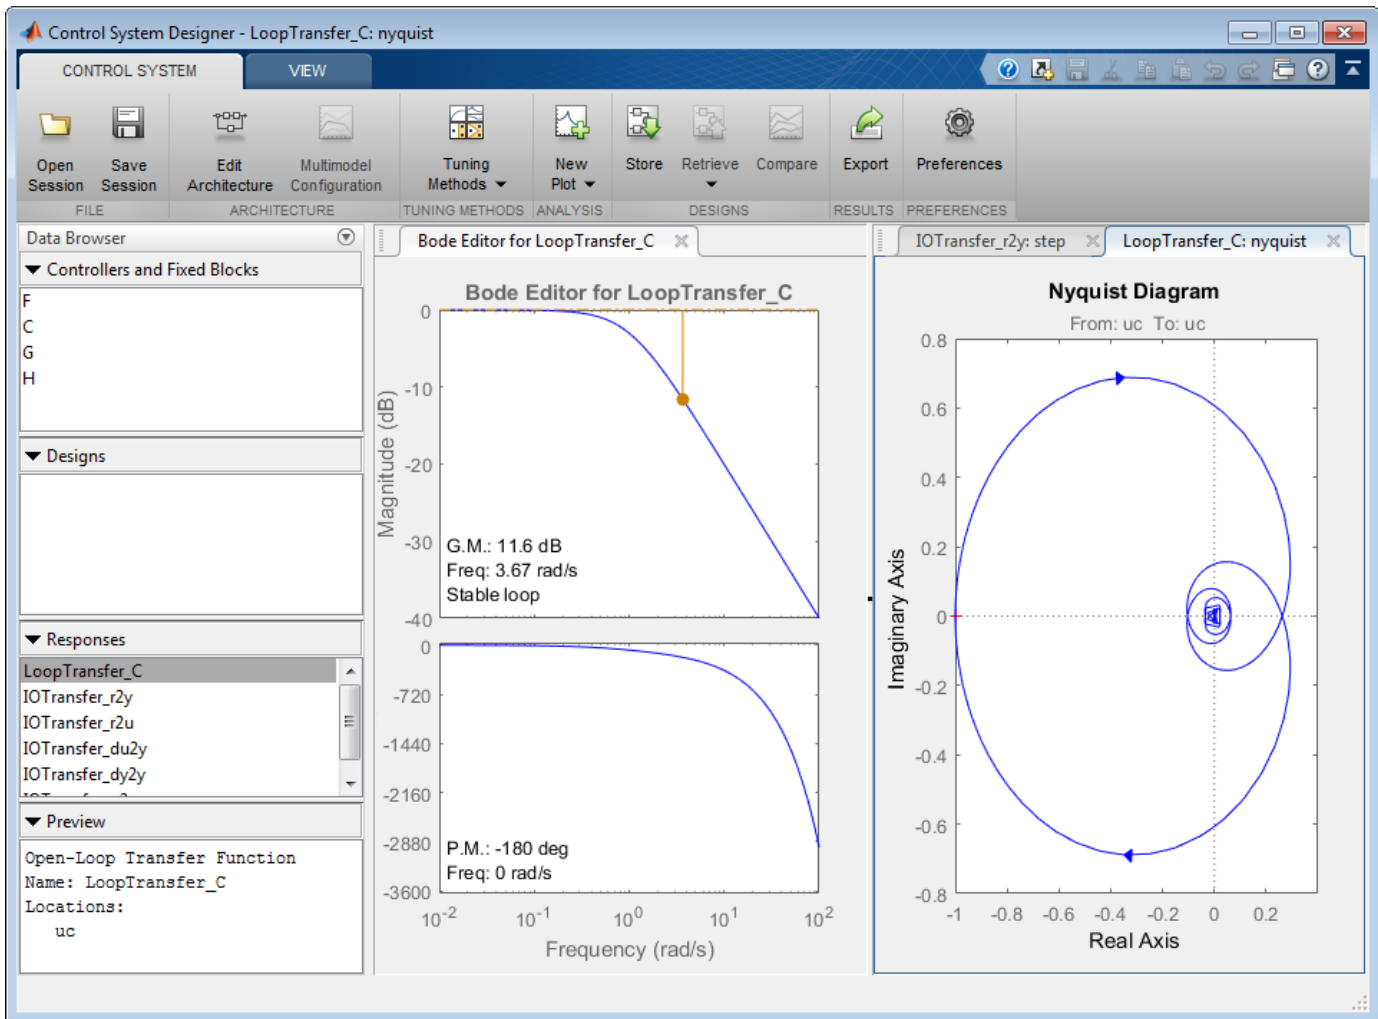 Control System Designer - LoopTransfer_C: nyquist
CONTROL SYSTEM
VIEW
Open Session
Save Session
Edit Architecture
Multimodel Configuration
Tuning Methods
New Plot
Store
Retrieve
Compare
Export
Preferences
FILE
ARCHITECTURE
TUNING METHODS
ANALYSIS
DESIGNS
RESULTS
PREFERENCES
Data Browser
Controllers and Fixed Blocks
F
C
G
H
Designs
Responses
LoopTransfer_C
IOTransfer_r2y
IOTransfer_r2u
IOTransfer_du2y
IOTransfer_dy2y
Preview
Open-Loop Transfer Function
Name: LoopTransfer_C
Locations:
uc
Bode Editor for LoopTransfer_C
Bode Editor for LoopTransfer_C
Magnitude (dB)
0
-10
-20
-30
-40
G.M.: 11.6 dB
Freq: 3.67 rad/s
Stable loop
0
-720
-1440
-2160
-2880
-3600
P.M.: -180 deg
Freq: 0 rad/s
10^-2
10^-1
10^0
10^1
10^2
Frequency (rad/s)
IOTransfer_r2y: step
LoopTransfer_C: nyquist
Nyquist Diagram
From: uc To: uc
Imaginary Axis
0.8
0.6
0.4
0.2
0
-0.2
-0.4
-0.6
-0.8
-1
-0.8
-0.6
-0.4
-0.2
0
0.2
Real Axis